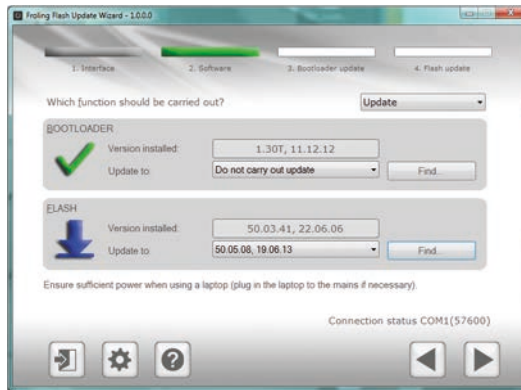 Froling Flash Update Wizard - 1.0.0.0
1. Interface 2. Software 3. Bootloader update 4. Flash update
Which function should be carried out? Update
BOOTLOADER
Version installed: 1.30T, 11.12.12
Update to: Do not carry out update Find...
FLASH
Version installed: 50.03.41, 22.06.06
Update to: 50.05.08, 19.06.13 Find...
Ensure sufficient power when using a laptop (plug in the laptop to the mains if necessary).
Connection status COM1(57600)